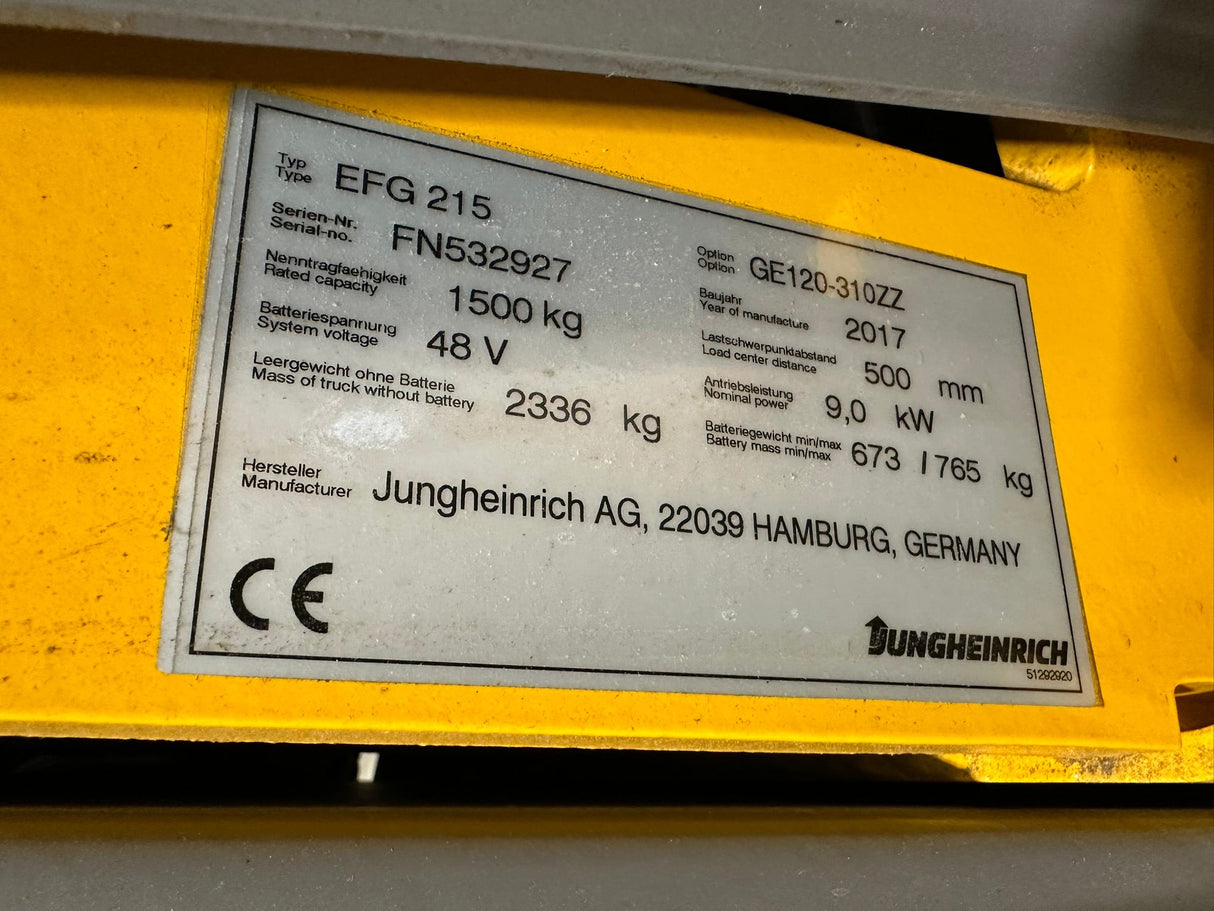 Typ
Type EFG 215
Serien-Nr.
Serial-no. FN532927
Option
Option GE120-310ZZ
Nenntragfaehigkeit
Rated capacity 1500 kg
Baujahr
Year of manufacture 2017
Batteriespannung
System voltage 48 V
Lastschwerpunktabstand
Load center distance 500 mm
Leergewicht ohne Batterie
Mass of truck without battery 2336 kg
Antriebsleistung
Nominal power 9,0 kW
Batteriegewicht min/max
Battery mass min/max 673 / 765 kg
Hersteller
Manufacturer Jungheinrich AG, 22039 HAMBURG, GERMANY
CE
JUNGHEINRICH
51292920